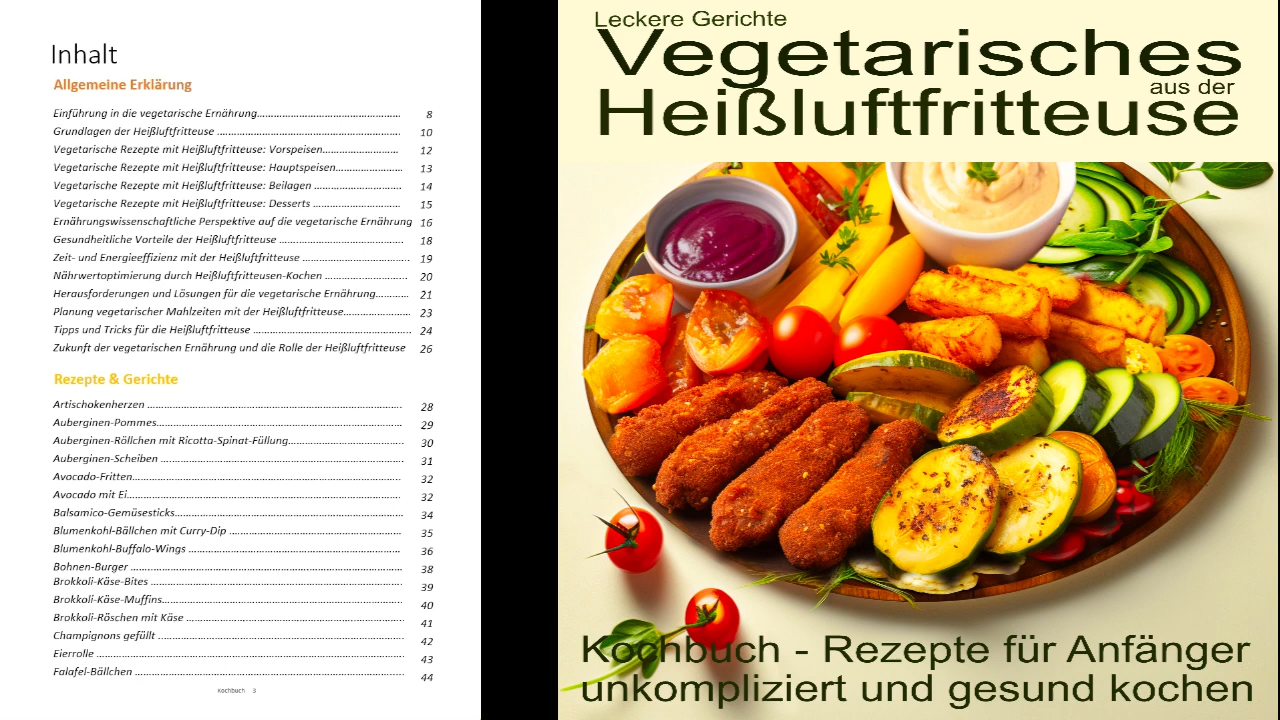 Inhalt
Allgemeine Erklärung
Einführung in die vegetarische Ernährung 8
Grundlagen der Heißluftfritteuse 10
Vegetarische Rezepte mit Heißluftfritteuse: Vorspeisen 12
Vegetarische Rezepte mit Heißluftfritteuse: Hauptspeisen 13
Vegetarische Rezepte mit Heißluftfritteuse: Beilagen 14
Vegetarische Rezepte mit Heißluftfritteuse: Desserts 15
Ernährungswissenschaftliche Perspektive auf die vegetarische Ernährung 16
Gesundheitliche Vorteile der Heißluftfritteuse 18
Zeit- und Energieeffizienz mit der Heißluftfritteuse 19
Nährwertoptimierung durch Heißluftfritteusen-Kochen 20
Herausforderungen und Lösungen für die vegetarische Ernährung 21
Planung vegetarischer Mahlzeiten mit der Heißluftfritteuse 23
Tipps und Tricks für die Heißluftfritteuse 24
Zukunft der vegetarischen Ernährung und die Rolle der Heißluftfritteuse 26
Rezepte & Gerichte
Artischokenherzen 28
Auberginen-Pommes 29
Auberginen-Röllchen mit Ricotta-Spinat-Füllung 30
Auberginen-Scheiben 31
Avocado-Fritten 32
Avocado mit Ei 32
Balsamico-Gemüsesticks 34
Blumenkohl-Bällchen mit Curry-Dip 35
Blumenkohl-Buffalo-Wings 36
Bohnen-Burger 38
Brokkoli-Käse-Bites 39
Brokkoli-Käse-Muffins 40
Brokkoli-Röschen mit Käse 41
Champignons gefüllt 42
Eierrolle 43
Falafel-Bällchen 44
Kochbuch 3
Leckere Gerichte
Vegetarisches
aus der
Heißluftfritteuse
Kochbuch - Rezepte für Anfänger
unkompliziert und gesund kochen